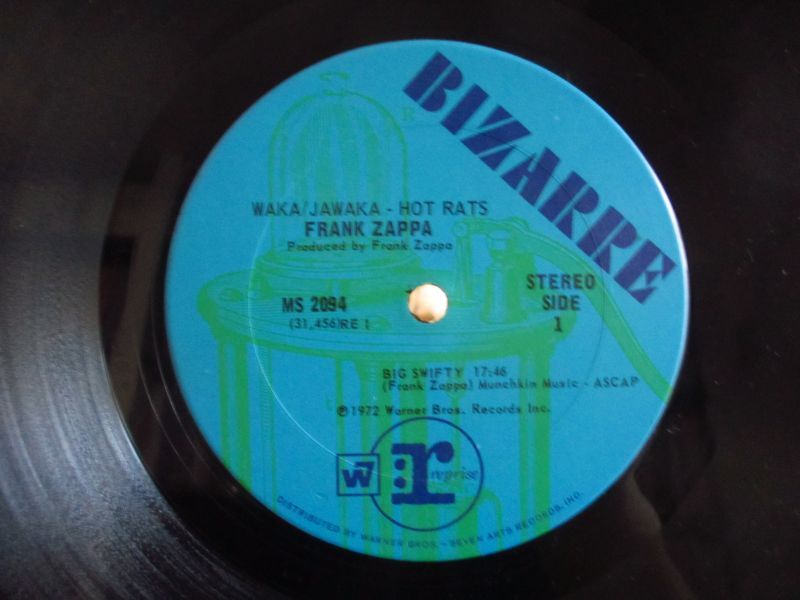 BIZARRE
WAKA/JAWAKA - HOT RATS
FRANK ZAPPA
Produced by Frank Zappa
MS 2094
(31,456)RE 1
STEREO
SIDE
1
BIG SWIFTY 17:46
(Frank Zappa) Munchkin Music - ASCAP
℗1972 Warner Bros. Records Inc.
W7
r:
reprise
DISTRIBUTED BY WARNER BROS. - SEVEN ARTS RECORDS, INC.